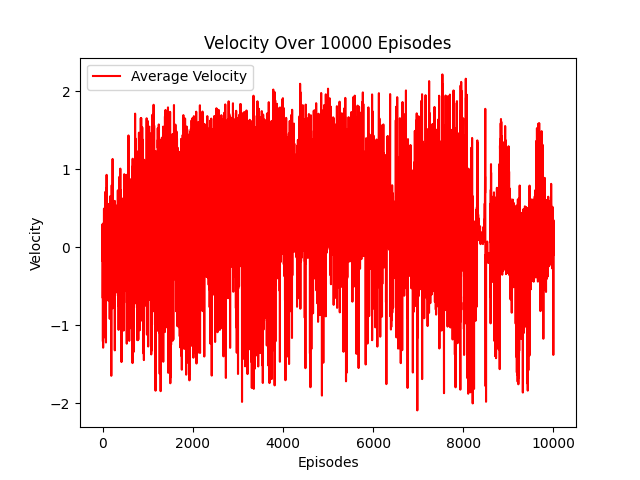 Velocity Over 10000 Episodes
Average Velocity
Velocity
2
1
0
−1
−2
0 2000 4000 6000 8000 10000
Episodes